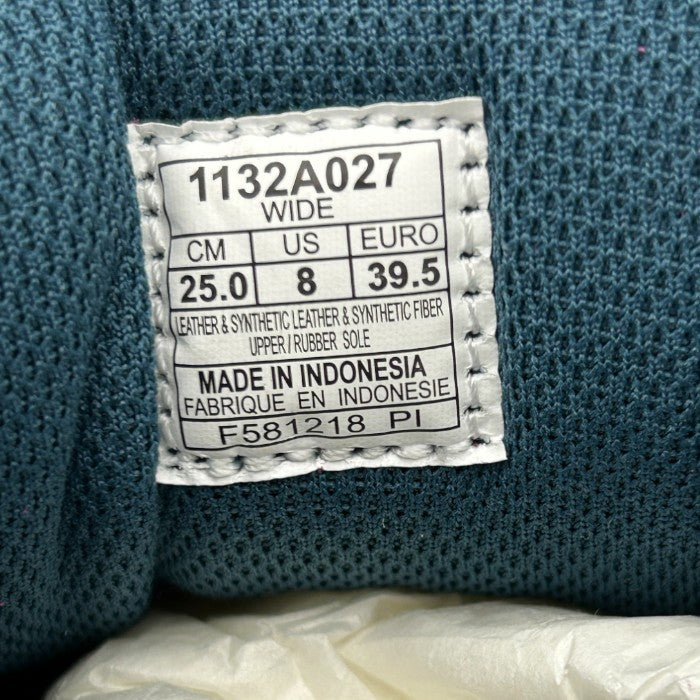 1132A027
WIDE
CM US EURO
25.0 8 39.5
LEATHER & SYNTHETIC LEATHER & SYNTHETIC FIBER
UPPER / RUBBER SOLE
MADE IN INDONESIA
FABRIQUE EN INDONESIE
F581218 PI